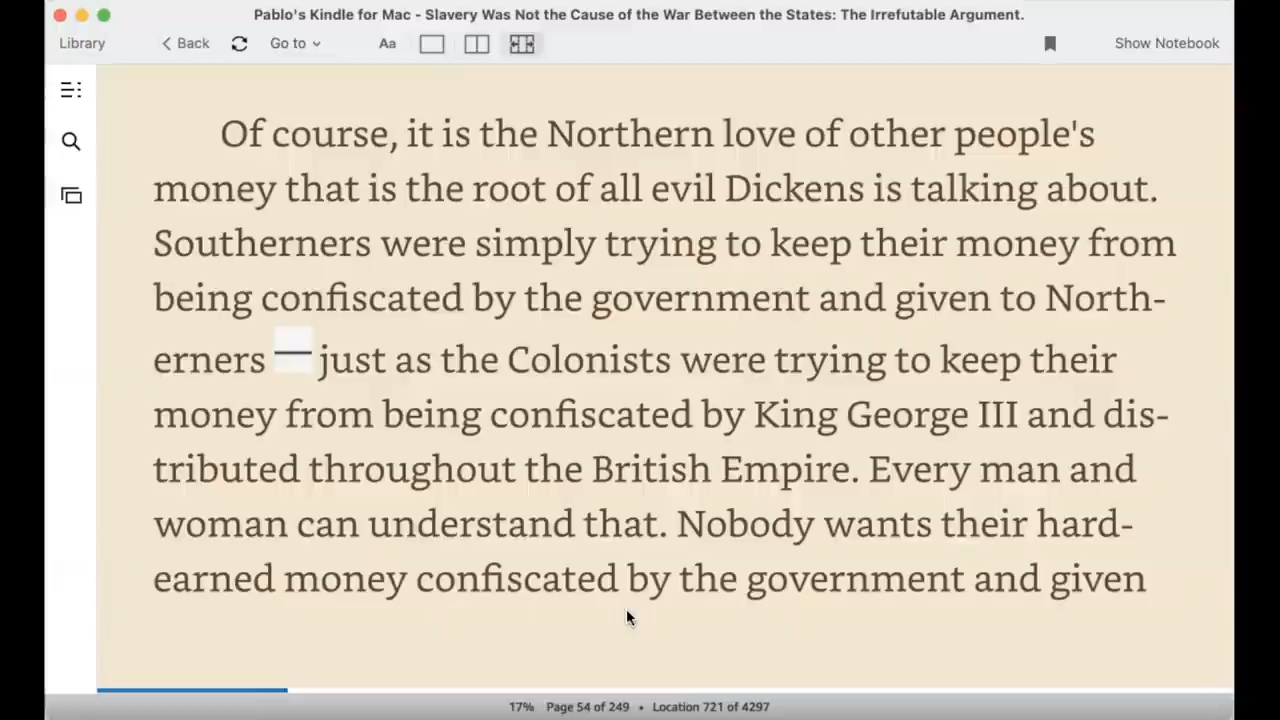 Pablo's Kindle for Mac - Slavery Was Not the Cause of the War Between the States: The Irrefutable Argument.
Library Back Go to Aa Show Notebook
Of course, it is the Northern love of other people's
money that is the root of all evil Dickens is talking about.
Southerners were simply trying to keep their money from
being confiscated by the government and given to North-
erners — just as the Colonists were trying to keep their
money from being confiscated by King George III and dis-
tributed throughout the British Empire. Every man and
woman can understand that. Nobody wants their hard-
earned money confiscated by the government and given
17% Page 54 of 249 • Location 721 of 4297